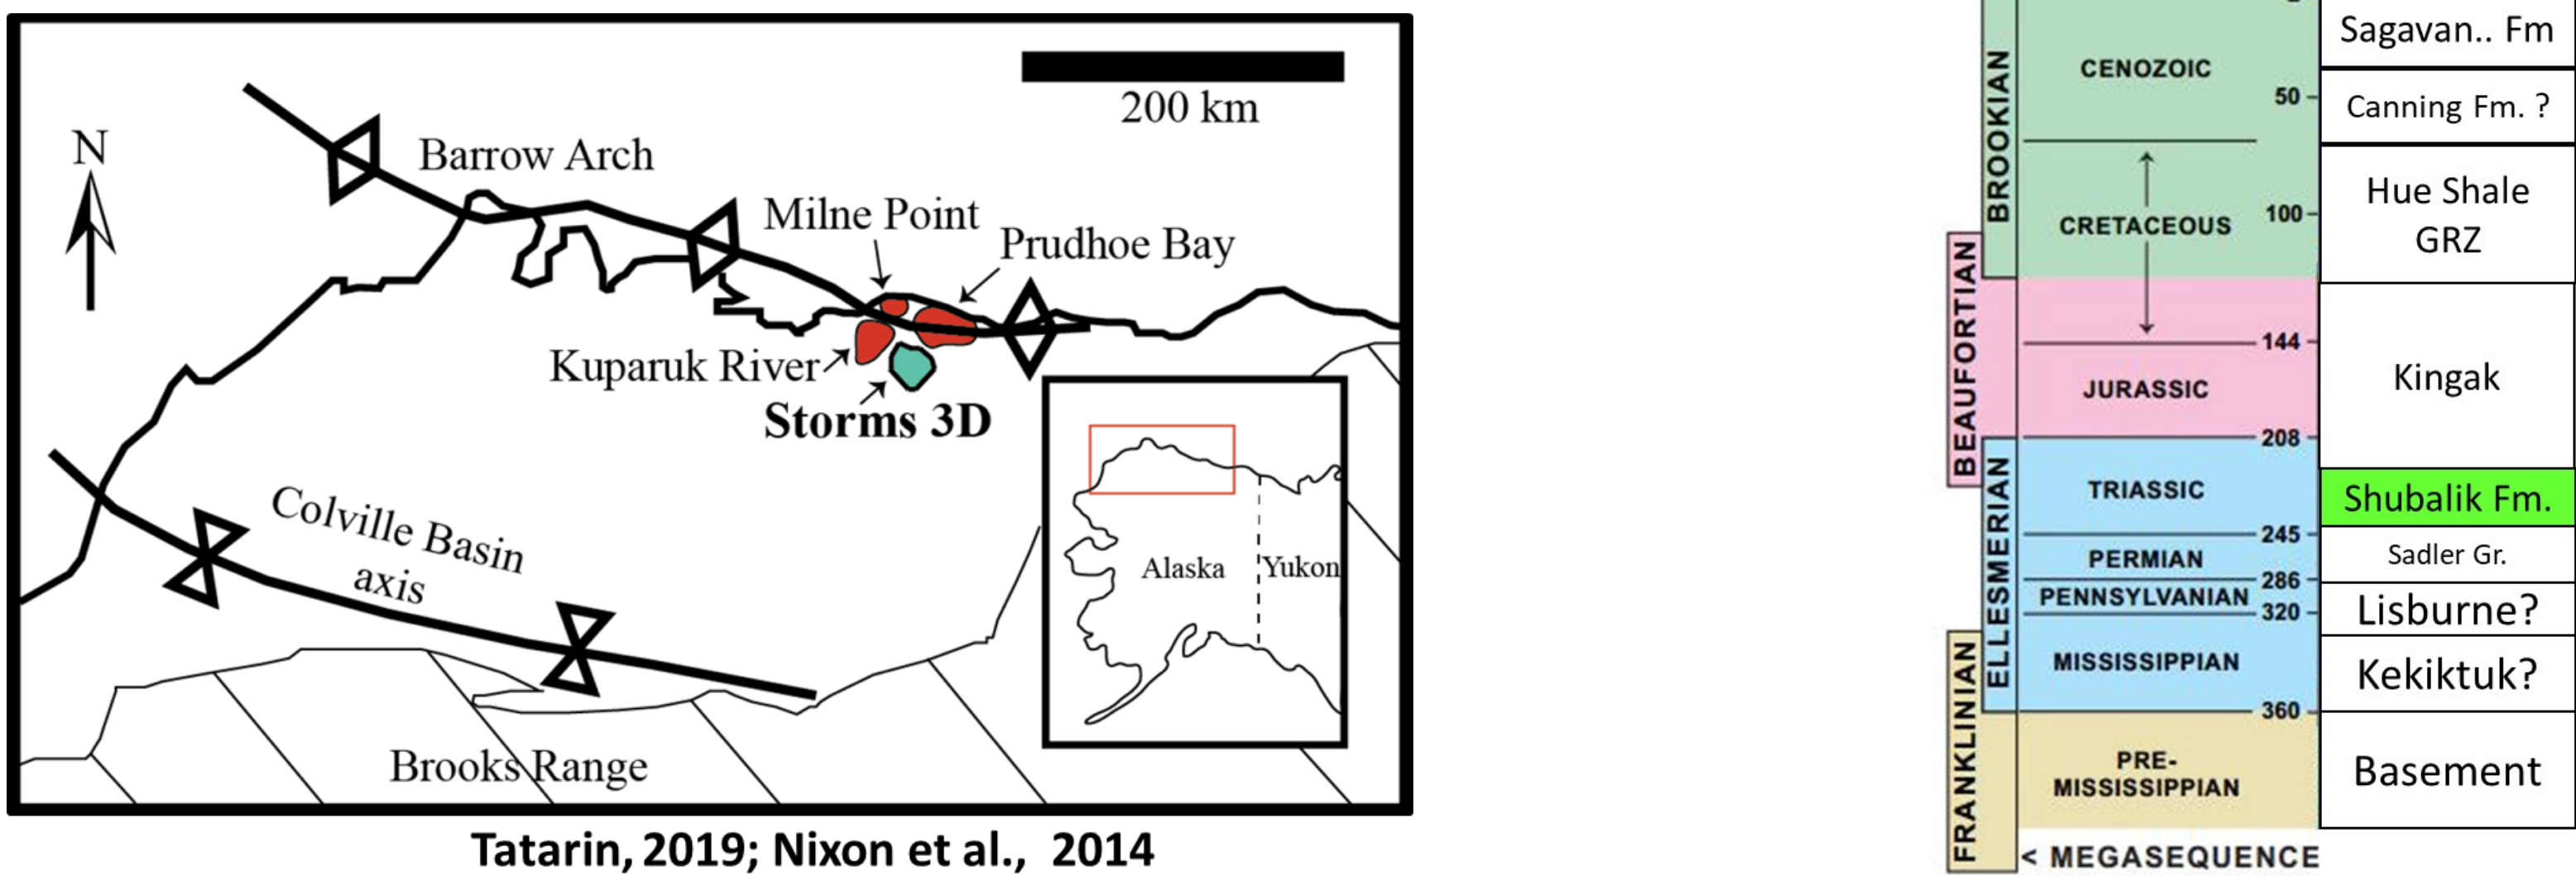 200 km
N
Barrow Arch
Milne Point
Prudhoe Bay
Kuparuk River
Storms 3D
Colville Basin
axis
Alaska
Yukon
Brooks Range
Tatarin, 2019; Nixon et al., 2014
BROOKIAN
BEAUFORTIAN
ELLESMERIAN
FRANKLINIAN
CENOZOIC
50
CRETACEOUS
100
144
JURASSIC
208
TRIASSIC
245
PERMIAN
286
PENNSYLVANIAN
320
MISSISSIPPIAN
360
PRE-
MISSISSIPPIAN
< MEGASEQUENCE
Sagavan.. Fm
Canning Fm. ?
Hue Shale
GRZ
Kingak
Shubalik Fm.
Sadler Gr.
Lisburne?
Kekiktuk?
Basement